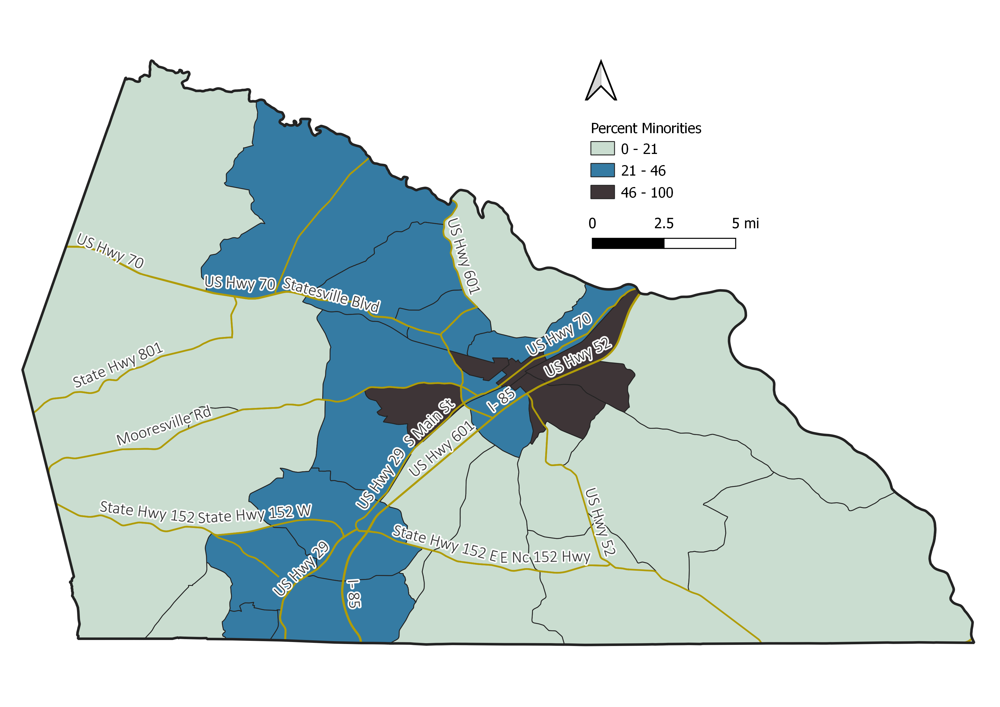 Percent Minorities
0 - 21
21 - 46
46 - 100
0 2.5 5 mi
US Hwy 70
US Hwy 70
Statesville Blvd
US Hwy 601
US Hwy 70
US Hwy 52
State Hwy 801
I- 85
Mooresville Rd
S Main St
US Hwy 601
US Hwy 29
State Hwy 152
State Hwy 152 W
US Hwy 52
State Hwy 152 E
E Nc 152 Hwy
US Hwy 29
I- 85